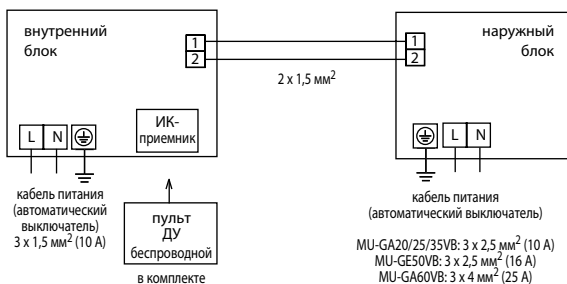 внутренний
блок
1
2
2 x 1,5 мм²
1
2
наружный
блок
L N
ИК-
приемник
L N
кабель питания
(автоматический
выключатель)
3 x 1,5 мм² (10 А)
пульт
ДУ
беспроводной
в комплекте
кабель питания
(автоматический выключатель)
MU-GA20/25/35VB: 3 x 2,5 мм² (10 А)
MU-GE50VB: 3 x 2,5 мм² (16 А)
MU-GA60VB: 3 x 4 мм² (25 А)